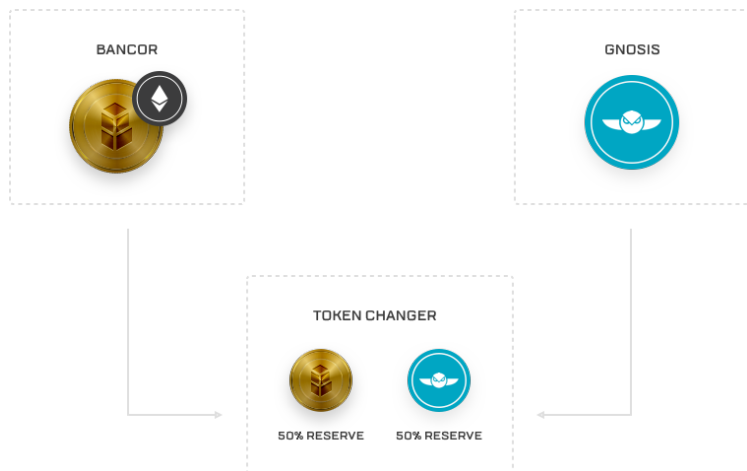 BANCOR
GNOSIS
TOKEN CHANGER
50% RESERVE
50% RESERVE